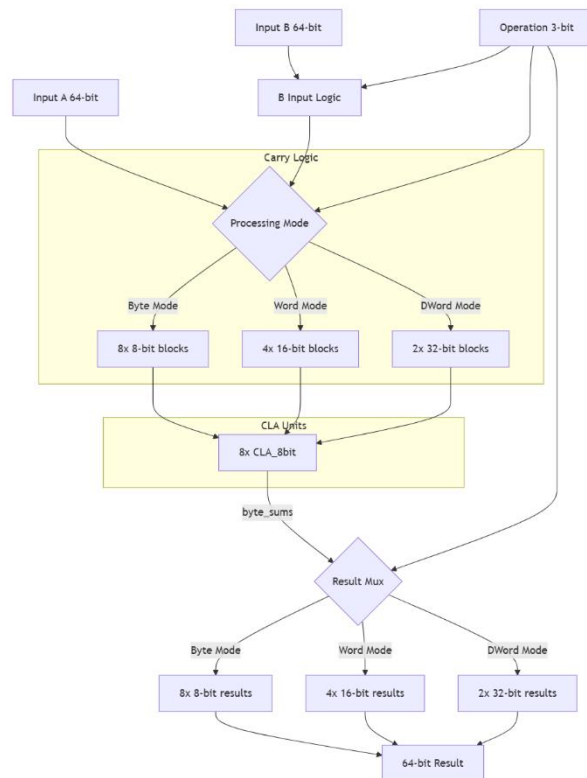 Input B 64-bit
Operation 3-bit
Input A 64-bit
B Input Logic
Carry Logic
Processing Mode
Byte Mode
Word Mode
DWord Mode
8x 8-bit blocks
4x 16-bit blocks
2x 32-bit blocks
CLA Units
8x CLA_8bit
byte_sums
Result Mux
Byte Mode
Word Mode
DWord Mode
8x 8-bit results
4x 16-bit results
2x 32-bit results
64-bit Result